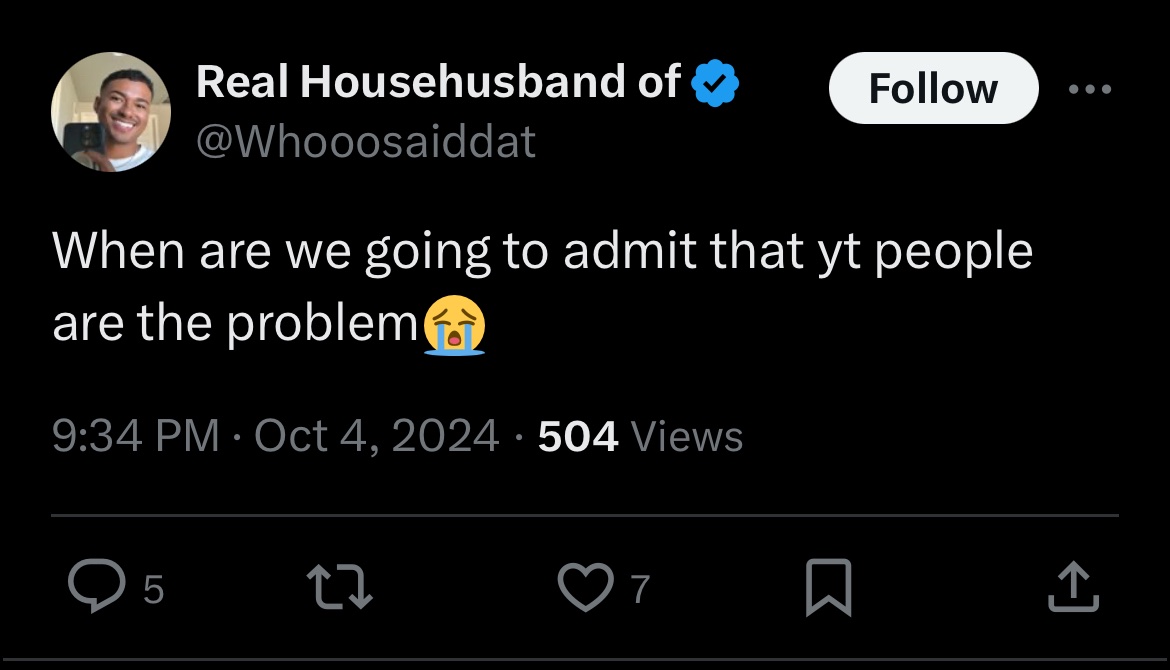 Real Househusband of
Follow
@Whooosaiddat
When are we going to admit that yt people
are the problem😭
9:34 PM · Oct 4, 2024 · 504 Views
5
7